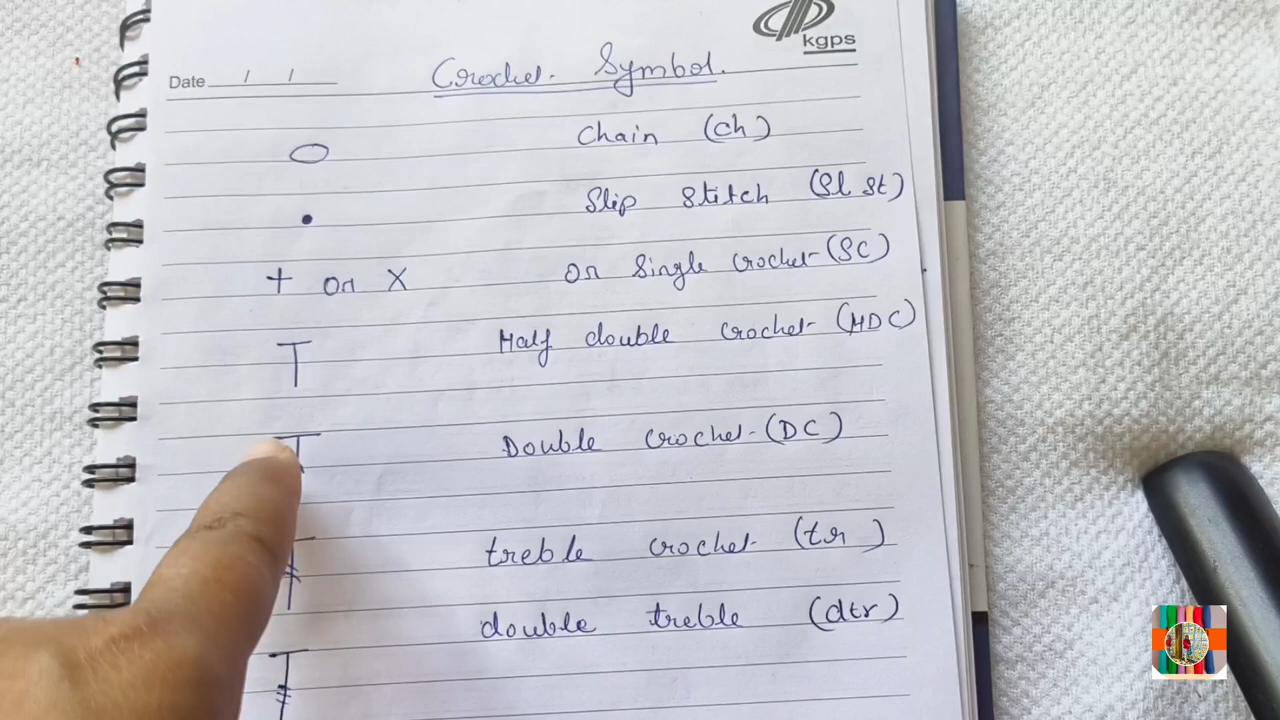 kgps
Date / /
Crochet Symbol.
Chain (ch)
Slip Stitch (Sl St)
+ or X or Single crochet (SC)
T Half double crochet (HDC)
Double crochet (DC)
treble crochet (tr)
double treble (dtr)